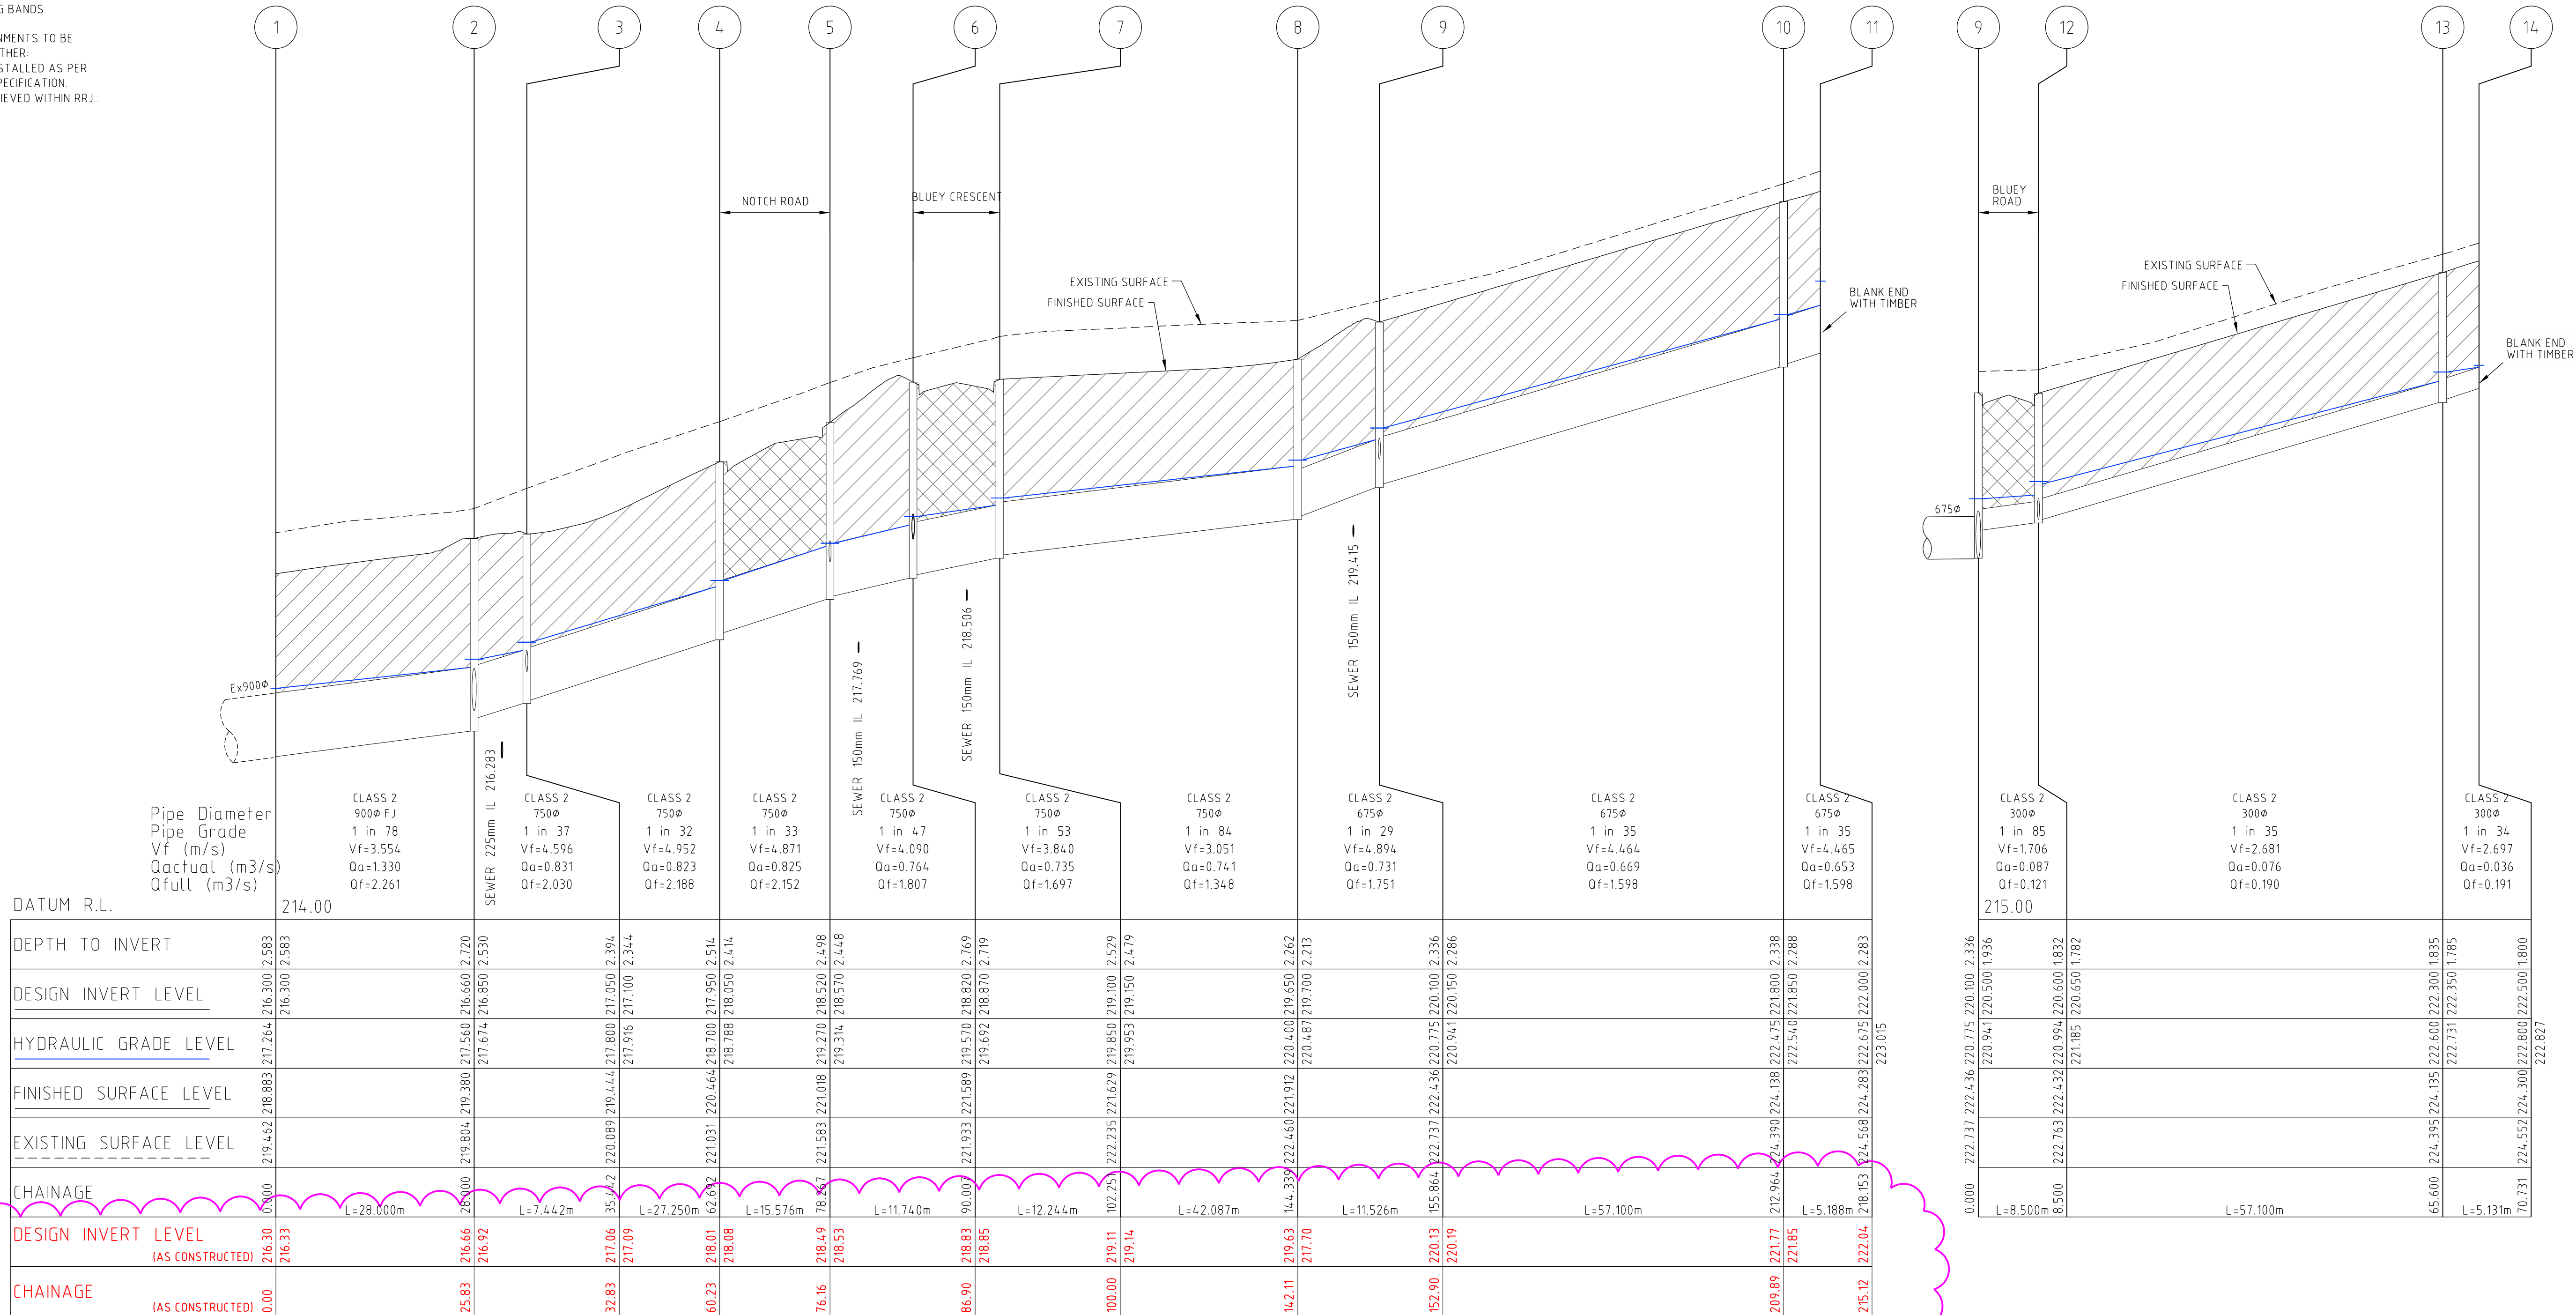 G BANDS
NMENTS TO BE
THER:
STALLED AS PER
PECIFICATION.
IEVED WITHIN RRJ.
1 2 3 4 5 6 7 8 9 10 11 9 12 13 14
NOTCH ROAD
BLUEY CRESCENT
BLUEY
ROAD
EXISTING SURFACE
FINISHED SURFACE
BLANK END
WITH TIMBER
EXISTING SURFACE
FINISHED SURFACE
BLANK END
WITH TIMBER
675Ø
Ex900Ø
SEWER 225mm IL 216.283
SEWER 150mm IL 217.769
SEWER 150mm IL 218.506
SEWER 150mm IL 219.415
CLASS 2 CLASS 2 CLASS 2 CLASS 2 CLASS 2 CLASS 2 CLASS 2 CLASS 2 CLASS 2 CLASS 2 CLASS 2 CLASS 2 CLASS 2
Pipe Diameter 900Ø FJ 750Ø 750Ø 750Ø 750Ø 750Ø 750Ø 675Ø 675Ø 675Ø 300Ø 300Ø 300Ø
Pipe Grade 1 in 78 1 in 37 1 in 32 1 in 33 1 in 47 1 in 53 1 in 84 1 in 29 1 in 35 1 in 35 1 in 85 1 in 35 1 in 34
Vf (m/s) Vf=3.554 Vf=4.596 Vf=4.952 Vf=4.871 Vf=4.090 Vf=3.840 Vf=3.051 Vf=4.894 Vf=4.464 Vf=4.465 Vf=1.706 Vf=2.681 Vf=2.697
Qactual (m3/s) Qa=1.330 Qa=0.831 Qa=0.823 Qa=0.825 Qa=0.764 Qa=0.735 Qa=0.741 Qa=0.731 Qa=0.669 Qa=0.653 Qa=0.087 Qa=0.076 Qa=0.036
Qfull (m3/s) Qf=2.261 Qf=2.030 Qf=2.188 Qf=2.152 Qf=1.807 Qf=1.697 Qf=1.348 Qf=1.751 Qf=1.598 Qf=1.598 Qf=0.121 Qf=0.190 Qf=0.191
DATUM R.L. 214.00 215.00
DEPTH TO INVERT 2.583 2.583 2.720 2.530 2.394 2.344 2.514 2.414 2.498 2.448 2.769 2.719 2.529 2.479 2.262 2.213 2.336 2.286 2.338 2.288 2.283 2.336 1.936 1.832 1.782 1.835 1.785 1.800
DESIGN INVERT LEVEL 216.300 216.300 216.660 216.850 217.050 217.100 217.950 218.050 218.520 218.570 218.820 218.870 219.100 219.150 219.650 219.700 220.100 220.150 221.800 221.850 222.000 220.100 220.500 220.600 220.650 222.300 222.350 222.500
HYDRAULIC GRADE LEVEL 217.264 217.560 217.674 217.800 217.916 218.700 218.788 219.270 219.314 219.570 219.692 219.850 219.953 220.400 220.487 220.775 220.941 222.475 222.540 222.675 223.015 220.775 220.941 220.994 221.185 222.600 222.731 222.800 222.827
FINISHED SURFACE LEVEL 218.883 219.380 219.444 220.464 221.018 221.589 221.629 221.912 222.436 224.138 224.283 222.436 222.436 222.432 224.135 224.300
EXISTING SURFACE LEVEL 219.462 219.804 220.089 221.031 221.583 221.933 222.235 222.460 222.737 224.390 224.568 222.737 222.763 224.395 224.552
CHAINAGE 0.000 L=28.000m 28.000 L=7.442m 35.442 L=27.250m 62.692 L=15.576m 78.267 L=11.740m 90.007 L=12.244m 102.251 L=42.087m 144.339 L=11.526m 155.864 L=57.100m 212.964 L=5.188m 218.153 0.000 L=8.500m 8.500 L=57.100m 65.600 L=5.131m 70.731
DESIGN INVERT LEVEL
(AS CONSTRUCTED) 216.30 216.33 216.66 216.92 217.06 217.09 218.01 218.08 218.49 218.53 218.83 218.85 219.11 219.14 219.63 217.70 220.13 220.19 221.77 221.85 222.04
CHAINAGE
(AS CONSTRUCTED) 0.00 25.83 32.83 60.23 76.16 86.90 100.00 142.11 152.90 209.89 215.12